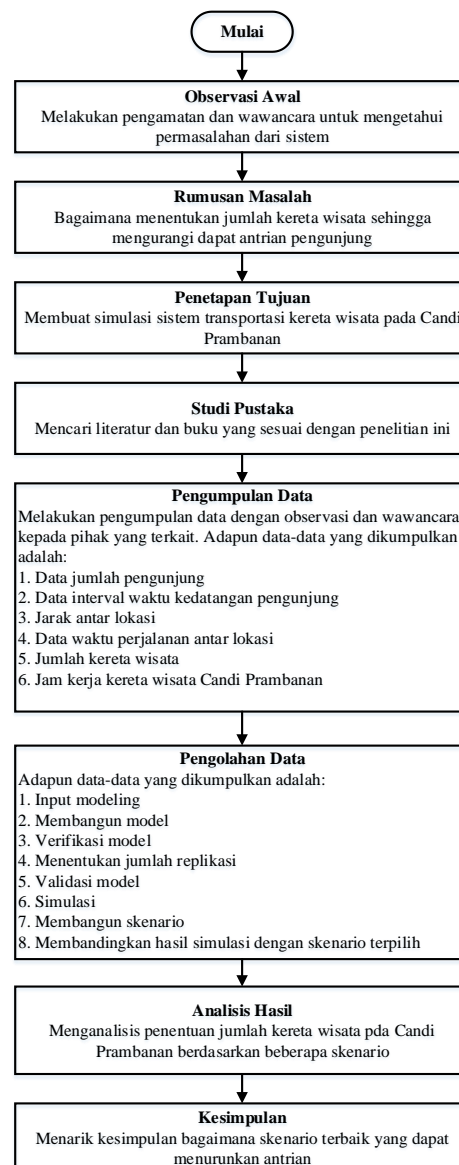 Mulai
Observasi Awal
Melakukan pengamatan dan wawancara untuk mengetahui
permasalahan dari sistem
Rumusan Masalah
Bagaimana menentukan jumlah kereta wisata sehingga
mengurangi dapat antrian pengunjung
Penetapan Tujuan
Membuat simulasi sistem transportasi kereta wisata pada Candi
Prambanan
Studi Pustaka
Mencari literatur dan buku yang sesuai dengan penelitian ini
Pengumpulan Data
Melakukan pengumpulan data dengan observasi dan wawancara
kepada pihak yang terkait. Adapun data-data yang dikumpulkan
adalah:
1. Data jumlah pengunjung
2. Data interval waktu kedatangan pengunjung
3. Jarak antar lokasi
4. Data waktu perjalanan antar lokasi
5. Jumlah kereta wisata
6. Jam kerja kereta wisata Candi Prambanan
Pengolahan Data
Adapun data-data yang dikumpulkan adalah:
1. Input modeling
2. Membangun model
3. Verifikasi model
4. Menentukan jumlah replikasi
5. Validasi model
6. Simulasi
7. Membangun skenario
8. Membandingkan hasil simulasi dengan skenario terpilih
Analisis Hasil
Menganalisis penentuan jumlah kereta wisata pda Candi
Prambanan berdasarkan beberapa skenario
Kesimpulan
Menarik kesimpulan bagaimana skenario terbaik yang dapat
menurunkan antrian